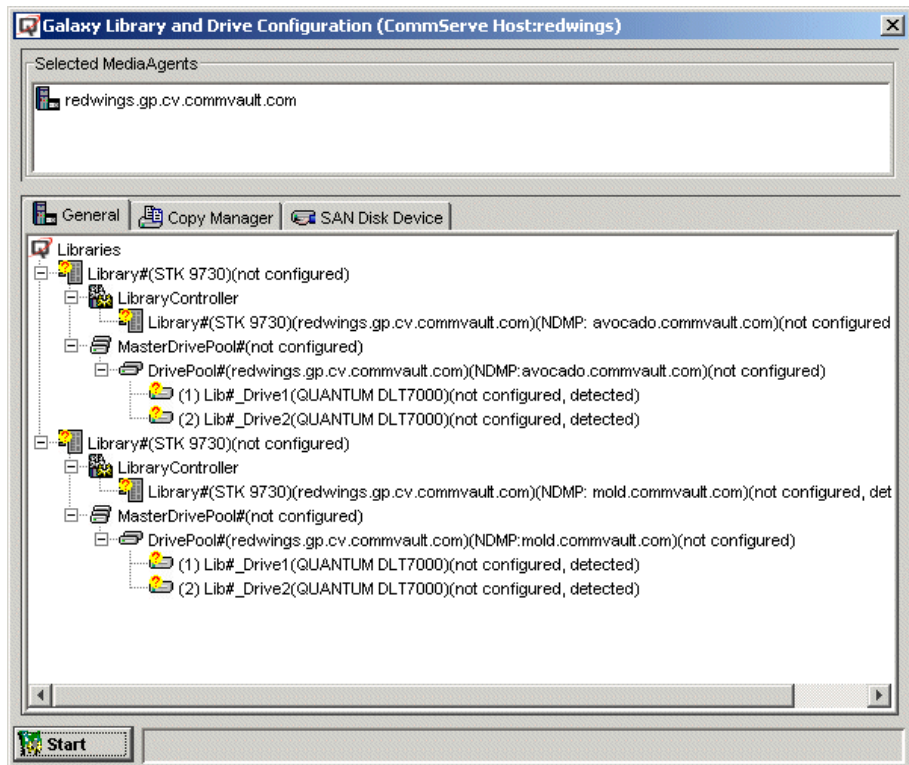 Galaxy Library and Drive Configuration (CommServe Host:redwings)
Selected MediaAgents
redwings.gp.cv.commvault.com
General Copy Manager SAN Disk Device
Libraries
Library#(STK 9730)(not configured)
LibraryController
Library#(STK 9730)(redwings.gp.cv.commvault.com)(NDMP: avocado.commvault.com)(not configured
MasterDrivePool#(not configured)
DrivePool#(redwings.gp.cv.commvault.com)(NDMP:avocado.commvault.com)(not configured)
(1) Lib#_Drive1(QUANTUM DLT7000)(not configured, detected)
(2) Lib#_Drive2(QUANTUM DLT7000)(not configured, detected)
Library#(STK 9730)(not configured)
LibraryController
Library#(STK 9730)(redwings.gp.cv.commvault.com)(NDMP: mold.commvault.com)(not configured, det
MasterDrivePool#(not configured)
DrivePool#(redwings.gp.cv.commvault.com)(NDMP:mold.commvault.com)(not configured)
(1) Lib#_Drive1(QUANTUM DLT7000)(not configured, detected)
(2) Lib#_Drive2(QUANTUM DLT7000)(not configured, detected)
Start